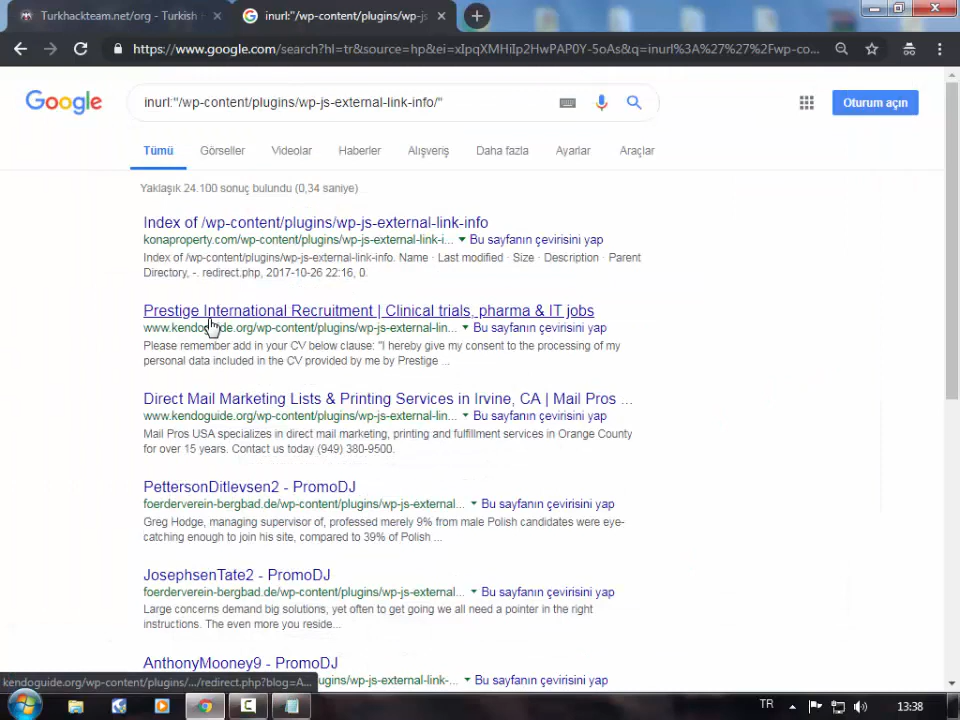 Turkhackteam.net/org - Turkish
inurl:"/wp-content/plugins/wp-js
https://www.google.com/search?hl=tr&source=hp&ei=xIpqXMHiIp2HwPAP0Y-5oAs&q=inurl%3A%27%27%2Fwp-co...
Google
inurl:"/wp-content/plugins/wp-js-external-link-info/"
Oturum açın
Tümü Görseller Videolar Haberler Alışveriş Daha fazla Ayarlar Araçlar
Yaklaşık 24.100 sonuç bulundu (0,34 saniye)
Index of /wp-content/plugins/wp-js-external-link-info
konaproperty.com/wp-content/plugins/wp-js-external-link-i... Bu sayfanın çevirisini yap
Index of /wp-content/plugins/wp-js-external-link-info. Name · Last modified · Size · Description · Parent
Directory, -. redirect.php, 2017-10-26 22:16, 0.
Prestige International Recruitment | Clinical trials, pharma & IT jobs
www.kendoguide.org/wp-content/plugins/wp-js-external-lin... Bu sayfanın çevirisini yap
Please remember add in your CV below clause: "I hereby give my consent to the processing of my
personal data included in the CV provided by me by Prestige ...
Direct Mail Marketing Lists & Printing Services in Irvine, CA | Mail Pros ...
www.kendoguide.org/wp-content/plugins/wp-js-external-lin... Bu sayfanın çevirisini yap
Mail Pros USA specializes in direct mail marketing, printing and fulfillment services in Orange County
for over 15 years. Contact us today (949) 380-9500.
PettersonDitlevsen2 - PromoDJ
foerderverein-bergbad.de/wp-content/plugins/wp-js-external... Bu sayfanın çevirisini yap
Greg Hodge, managing supervisor of, professed merely 9% from male Polish candidates were eye-
catching enough to join his site, compared to 39% of Polish ...
JosephsenTate2 - PromoDJ
foerderverein-bergbad.de/wp-content/plugins/wp-js-external... Bu sayfanın çevirisini yap
Large concerns demand big solutions, yet often to get going we all need a pointer in the right
instructions. The even more you reside...
AnthonyMooney9 - PromoDJ
ugins/wp-js-external-link-... Bu sayfanın çevirisini yap
kendoguide.org/wp-content/plugins/.../redirect.php?blog=A...
TR 13:38